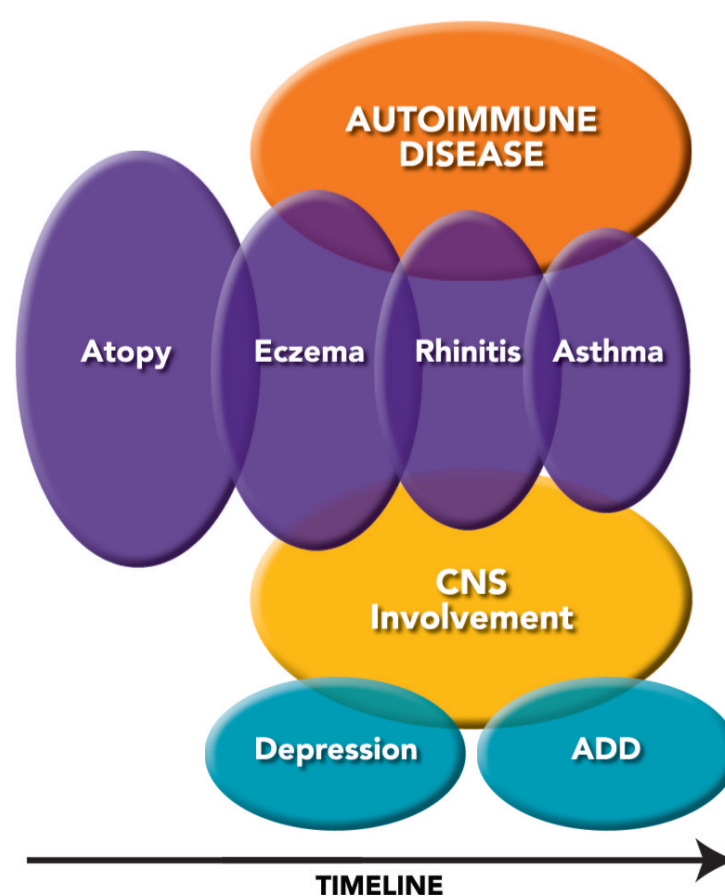 AUTOIMMUNE
DISEASE
Atopy
Eczema
Rhinitis
Asthma
CNS
Involvement
Depression
ADD
TIMELINE